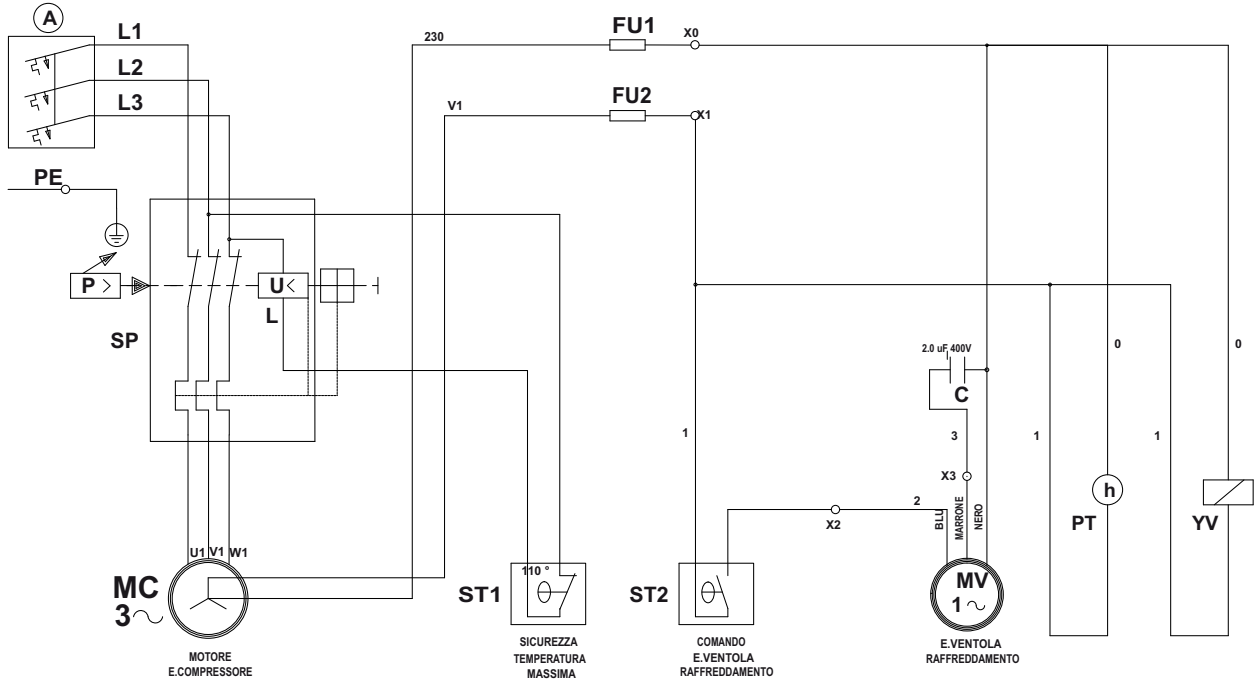 A
L1
L2
L3
PE
230
FU1
X0
V1
FU2
X1
P >
U<
L
SP
2.0 uF 400V
C
0
0
1
3
1
1
X3
h
PT
YV
2
X2
BLU
MARRONE
NERO
U1 V1 W1
MC
3
110 °
ST1
ST2
MV
1
MOTORE
E.COMPRESSORE
SICUREZZA
TEMPERATURA
MASSIMA
COMANDO
E.VENTOLA
RAFFREDDAMENTO
E.VENTOLA
RAFFREDDAMENTO